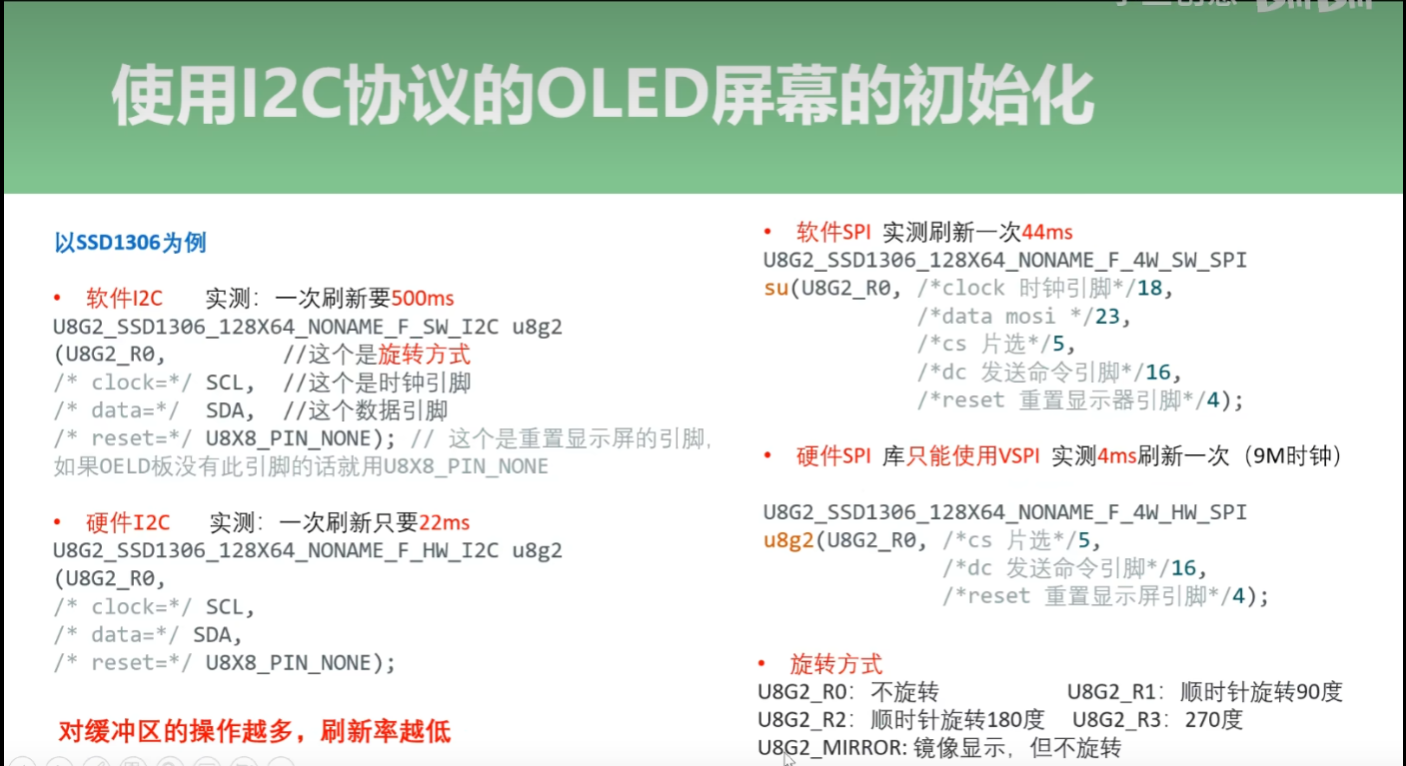 使用I2C协议的OLED屏幕的初始化
以SSD1306为例
• 软件I2C 实测：一次刷新要500ms
U8G2_SSD1306_128X64_NONAME_F_SW_I2C u8g2
(U8G2_R0, //这个是旋转方式
/* clock=*/ SCL, //这个是时钟引脚
/* data=*/ SDA, //这个数据引脚
/* reset=*/ U8X8_PIN_NONE); // 这个是重置显示屏的引脚,
如果OELD板没有此引脚的话就用U8X8_PIN_NONE
• 硬件I2C 实测：一次刷新只要22ms
U8G2_SSD1306_128X64_NONAME_F_HW_I2C u8g2
(U8G2_R0,
/* clock=*/ SCL,
/* data=*/ SDA,
/* reset=*/ U8X8_PIN_NONE);
对缓冲区的操作越多，刷新率越低
• 软件SPI 实测刷新一次44ms
U8G2_SSD1306_128X64_NONAME_F_4W_SW_SPI
su(U8G2_R0, /*clock 时钟引脚*/18,
/*data mosi */23,
/*cs 片选*/5,
/*dc 发送命令引脚*/16,
/*reset 重置显示器引脚*/4);
• 硬件SPI 库只能使用VSPI 实测4ms刷新一次（9M时钟）
U8G2_SSD1306_128X64_NONAME_F_4W_HW_SPI
u8g2(U8G2_R0, /*cs 片选*/5,
/*dc 发送命令引脚*/16,
/*reset 重置显示屏引脚*/4);
• 旋转方式
U8G2_R0：不旋转 U8G2_R1：顺时针旋转90度
U8G2_R2：顺时针旋转180度 U8G2_R3：270度
U8G2_MIRROR: 镜像显示，但不旋转